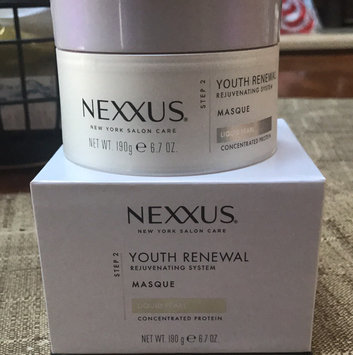 NEXXUS
NEW YORK SALON CARE
STEP 2
YOUTH RENEWAL
REJUVENATING SYSTEM
MASQUE
LIQUID PEARL
CONCENTRATED PROTEIN
NET WT. 190g ℮ 6.7 OZ.
NEXXUS
NEW YORK SALON CARE
STEP 2
YOUTH RENEWAL
REJUVENATING SYSTEM
MASQUE
LIQUID PEARL
CONCENTRATED PROTEIN
NET WT. 190 g ℮ 6.7 OZ.